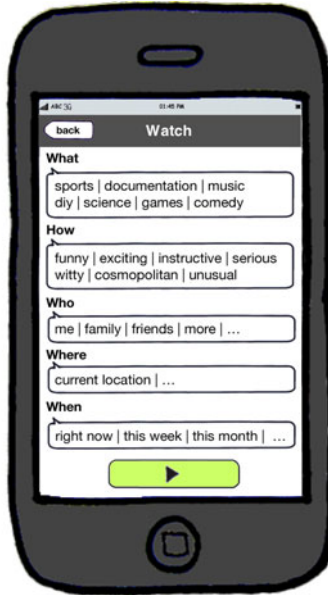 ABC 3G 01:45 PM
back Watch
What
sports | documentation | music
diy | science | games | comedy
How
funny | exciting | instructive | serious
witty | cosmopolitan | unusual
Who
me | family | friends | more | ...
Where
current location | ...
When
right now | this week | this month | ...